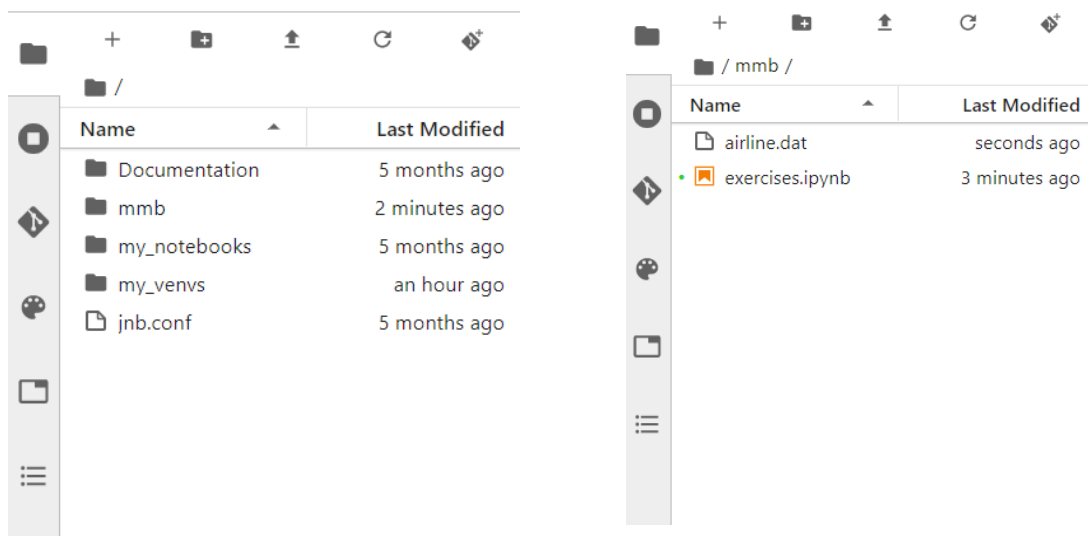 /
Name Last Modified
Documentation 5 months ago
mmb 2 minutes ago
my_notebooks 5 months ago
my_venvs an hour ago
jnb.conf 5 months ago
/ mmb /
Name Last Modified
airline.dat seconds ago
exercises.ipynb 3 minutes ago